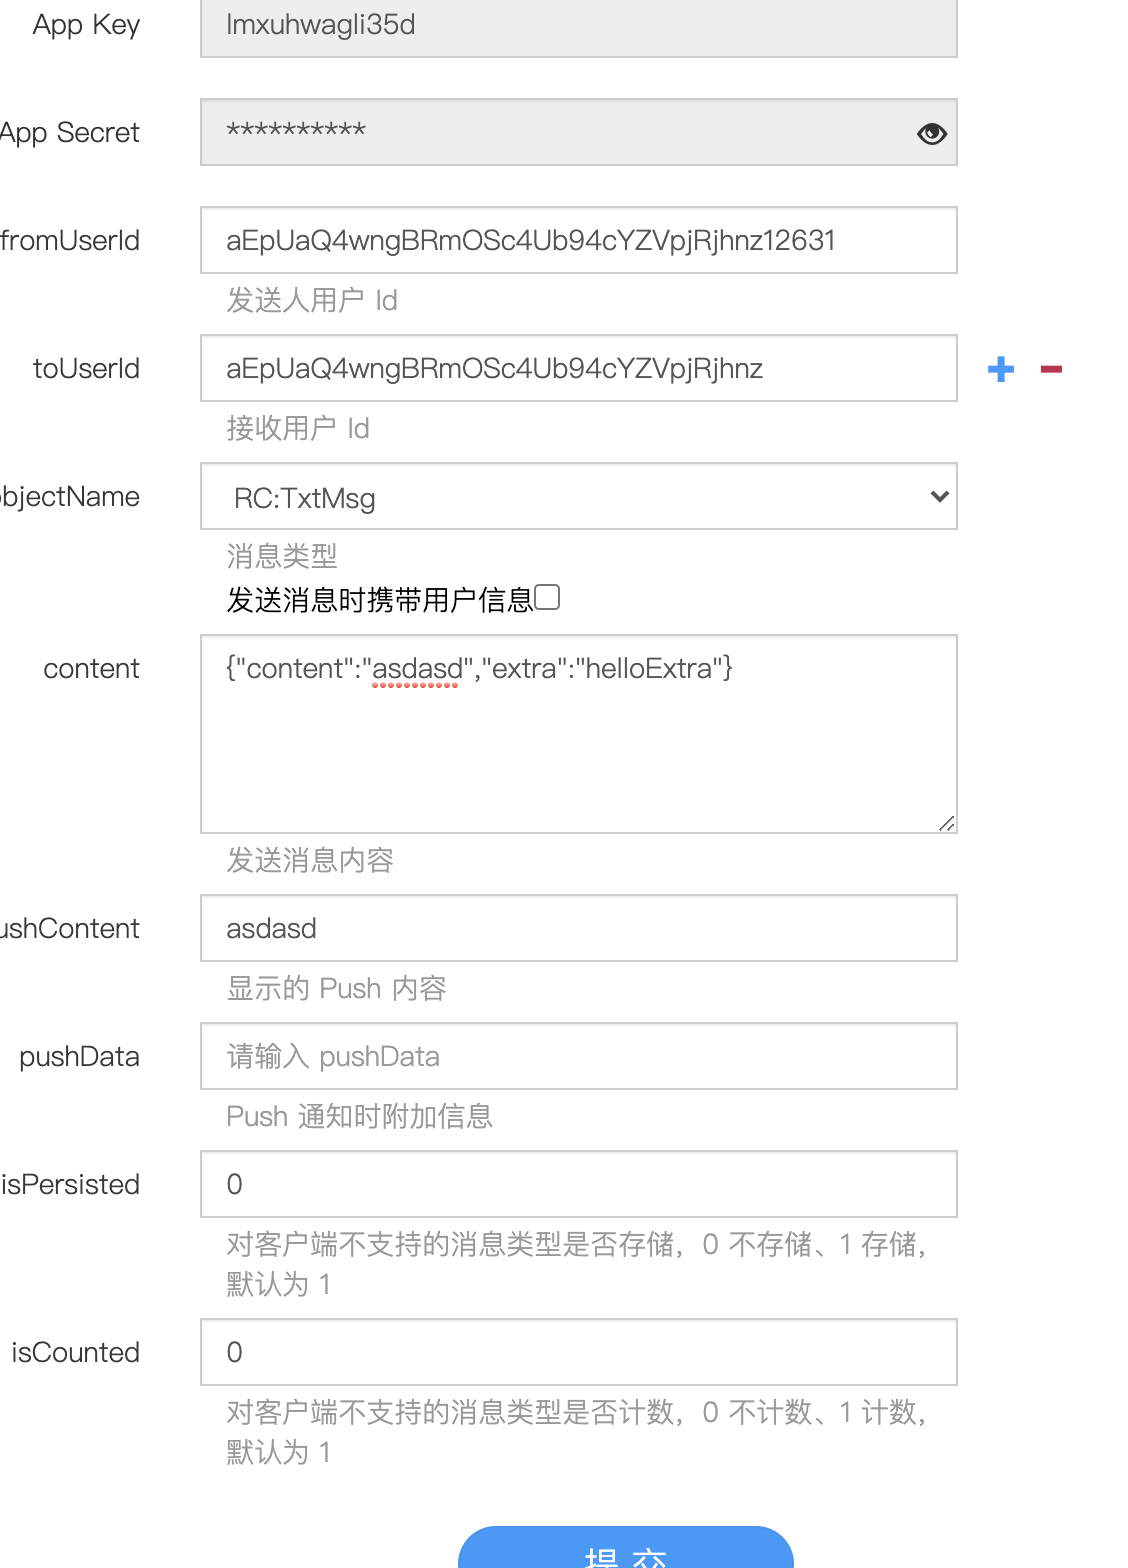 App Key
lmxuhwagli35d
App Secret
**********
fromUserId
aEpUaQ4wngBRmOSc4Ub94cYZVpjRjhnz12631
发送人用户 Id
toUserId
aEpUaQ4wngBRmOSc4Ub94cYZVpjRjhnz
接收用户 Id
bjectName
RC:TxtMsg
消息类型
发送消息时携带用户信息
content
{"content":"asdasd","extra":"helloExtra"}
发送消息内容
ushContent
asdasd
显示的 Push 内容
pushData
请输入 pushData
Push 通知时附加信息
isPersisted
0
对客户端不支持的消息类型是否存储，0 不存储、1 存储，
默认为 1
isCounted
0
对客户端不支持的消息类型是否计数，0 不计数、1 计数，
默认为 1
提 交